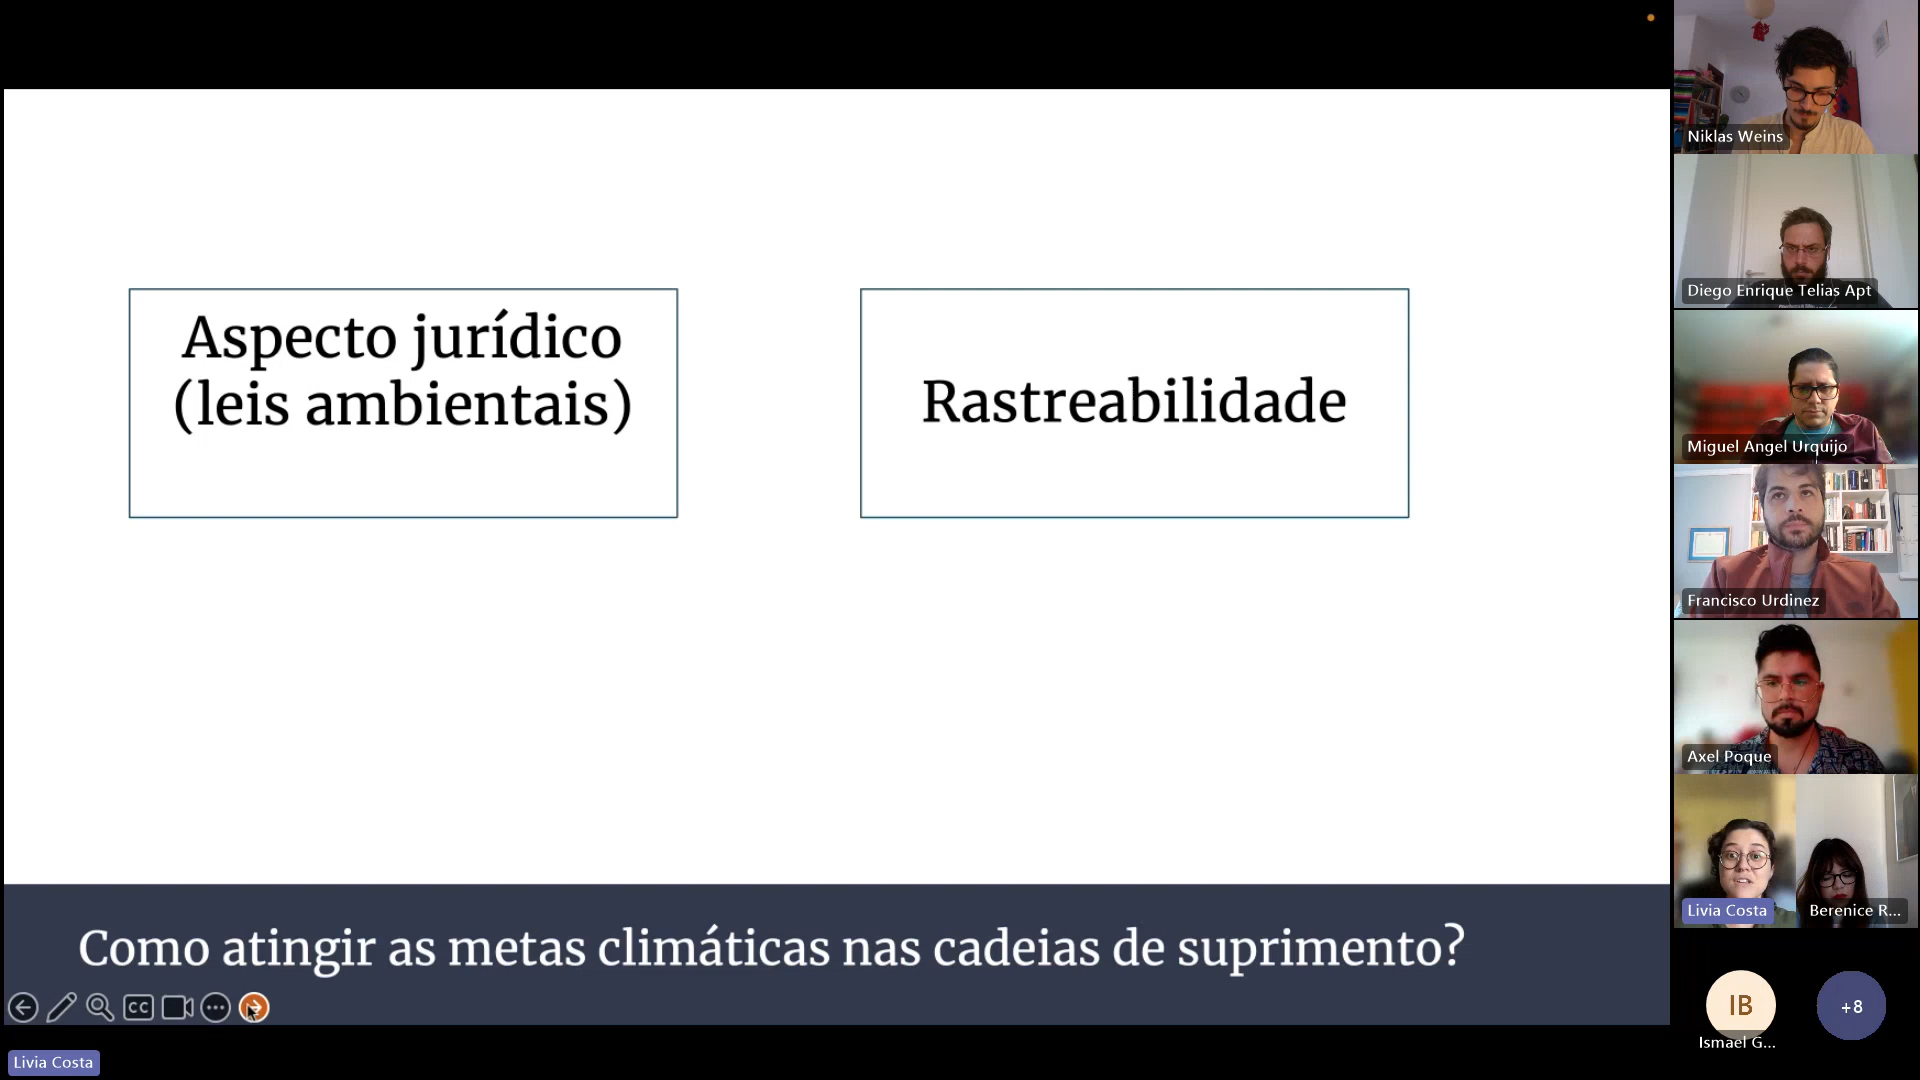 Aspecto jurídico
(leis ambientais)
Rastreabilidade
Como atingir as metas climáticas nas cadeias de suprimento?
CC
Livia Costa
Niklas Weins
Diego Enrique Telias Apt
Miguel Angel Urquijo
Francisco Urdinez
Axel Poque
Livia Costa
Berenice R...
IB
+8
Ismael G...